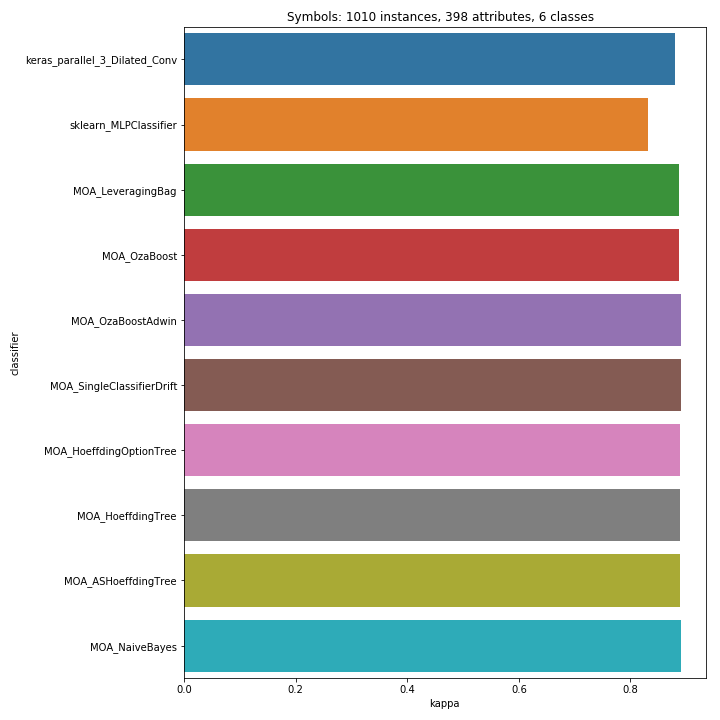 Symbols: 1010 instances, 398 attributes, 6 classes
keras_parallel_3_Dilated_Conv
sklearn_MLPClassifier
MOA_LeveragingBag
MOA_OzaBoost
MOA_OzaBoostAdwin
MOA_SingleClassifierDrift
MOA_HoeffdingOptionTree
MOA_HoeffdingTree
MOA_ASHoeffdingTree
MOA_NaiveBayes
classifier
0.0 0.2 0.4 0.6 0.8
kappa